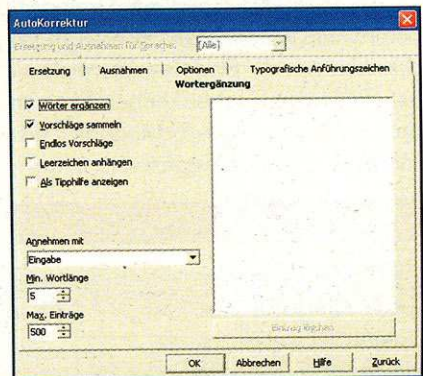 AutoKorrektur
Ersetzung und Ausnahmen für Sprache: [Alle]
Ersetzung | Ausnahmen | Optionen | Typografische Anführungszeichen
Wortergänzung
Wörter ergänzen
Vorschläge sammeln
Endlos Vorschläge
Leerzeichen anhängen
Als Tipphilfe anzeigen
Annehmen mit
Eingabe
Min. Wortlänge
5
Max. Einträge
500
Eintrag löschen
OK Abbrechen Hilfe Zurück